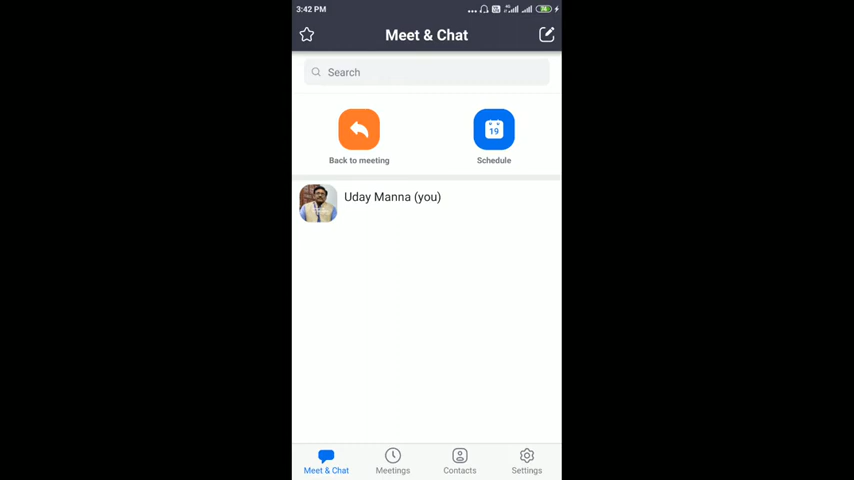 3:42 PM
Meet & Chat
Search
19
Back to meeting
Schedule
Uday Manna (you)
Meet & Chat
Meetings
Contacts
Settings